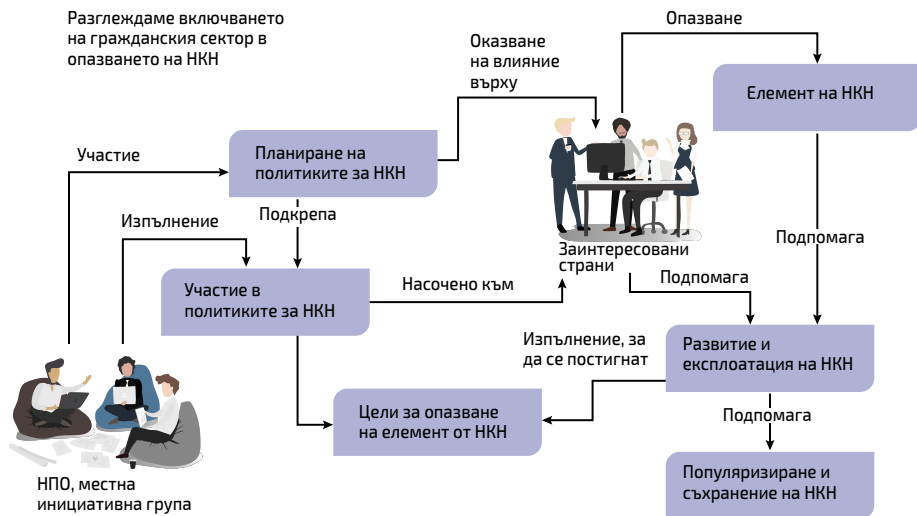 Разглеждаме включването
на гражданския сектор в
опазването на НКН
Опазване
Оказване
на влияние
върху
Елемент на НКН
Участие
Планиране на
политиките за НКН
Изпълнение
Подкрепа
Заинтересовани
страни
Подпомага
Участие в
политиките за НКН
Насочено към
Подпомага
Изпълнение, за
да се постигнат
Развитие и
експлоатация на НКН
Цели за опазване
на елемент от НКН
Подпомага
Популяризиране и
съхранение на НКН
НПО, местна
инициативна група